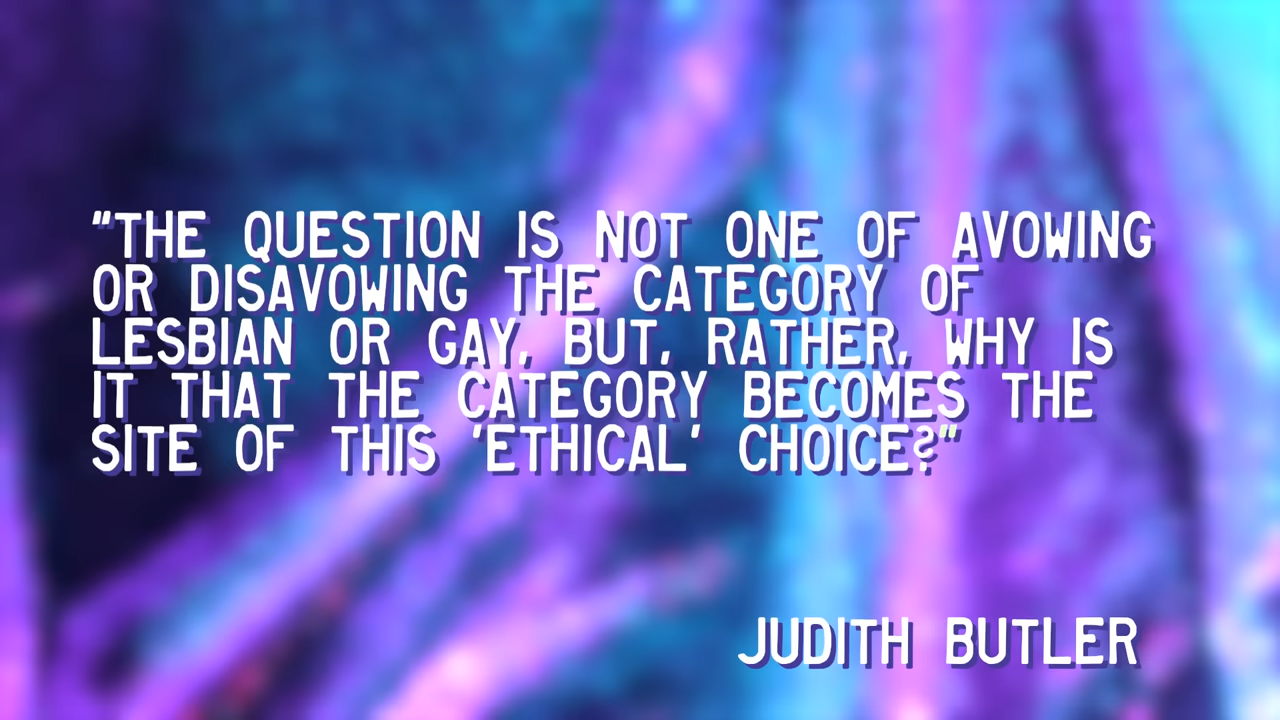 "THE QUESTION IS NOT ONE OF AVOWING
OR DISAVOWING THE CATEGORY OF
LESBIAN OR GAY, BUT, RATHER, WHY IS
IT THAT THE CATEGORY BECOMES THE
SITE OF THIS 'ETHICAL' CHOICE?"
JUDITH BUTLER